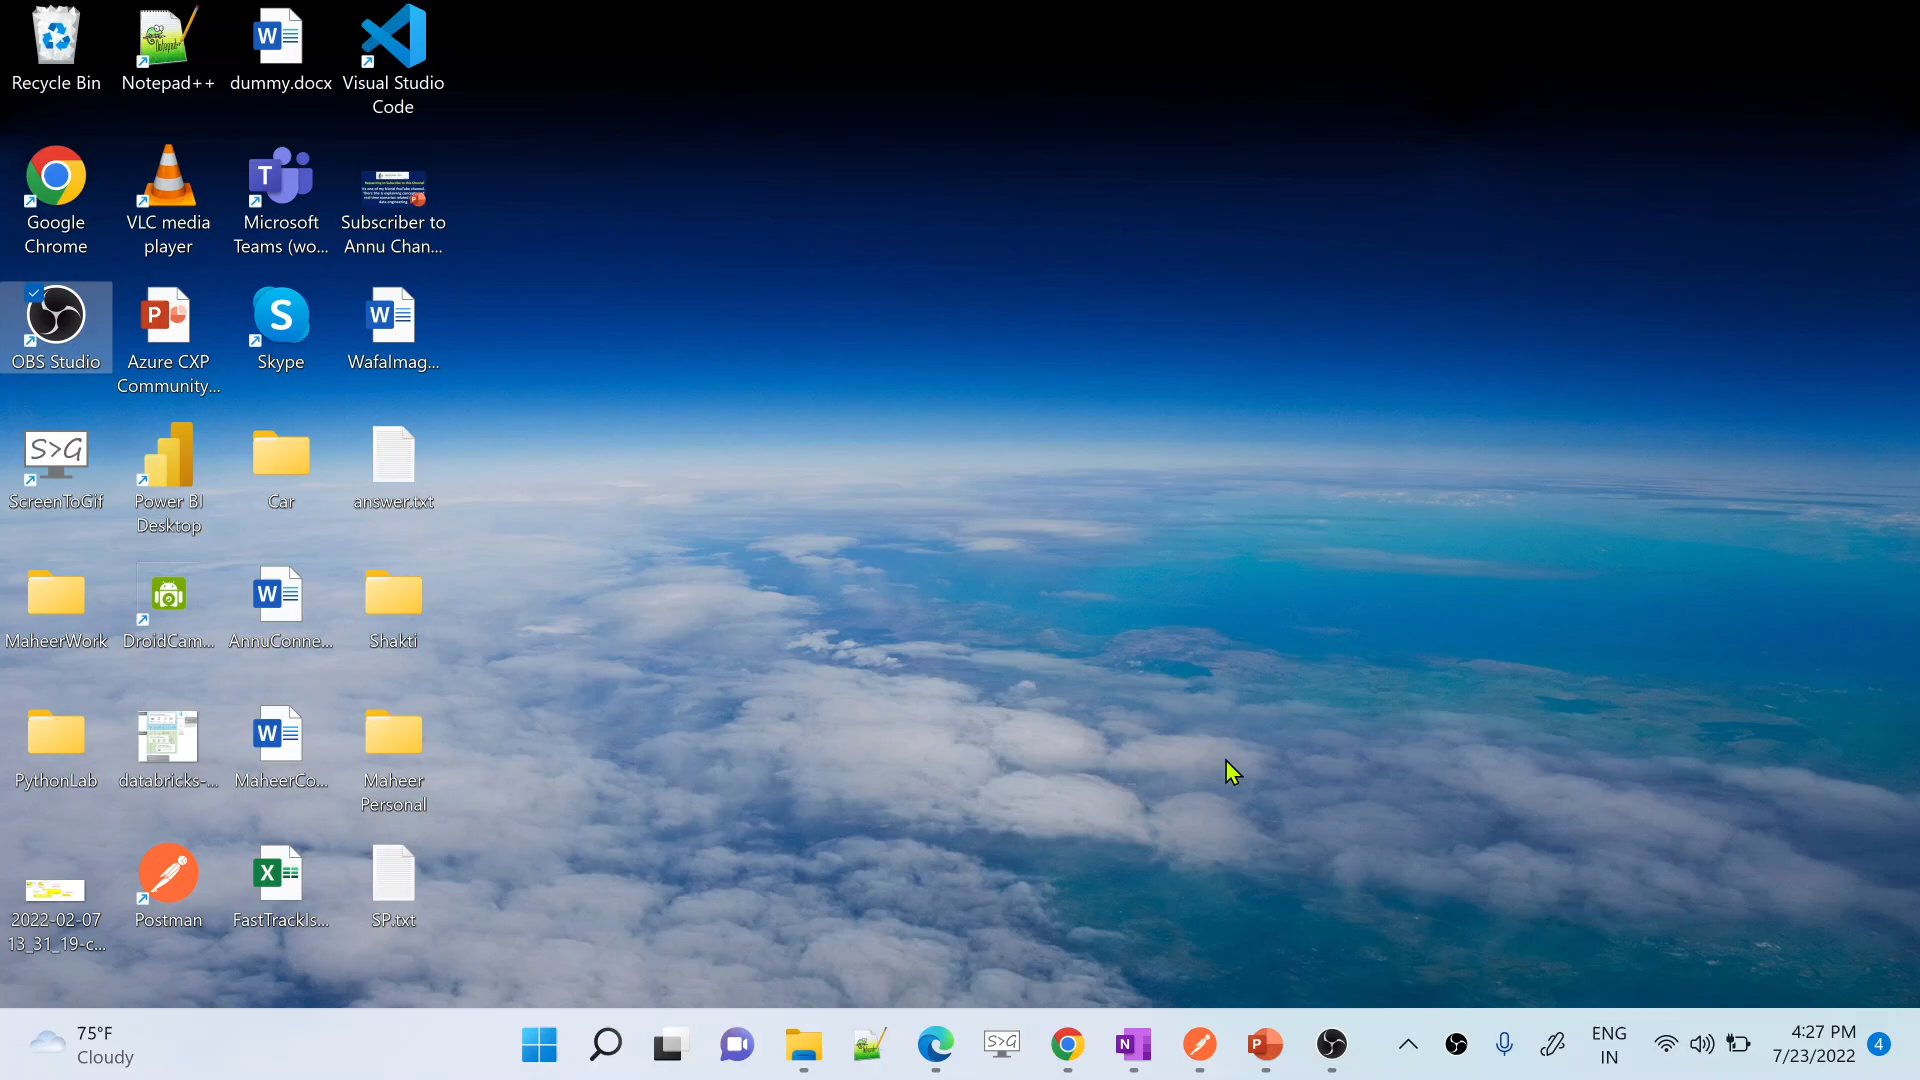 Recycle Bin
Notepad++
dummy.docx
Visual Studio
Code
Google
Chrome
VLC media
player
T
Microsoft
Teams (wo...
Subscriber to
Annu Chan...
OBS Studio
P
Azure CXP
Community...
S
Skype
W
WafaImag...
S>G
ScreenToGif
Power BI
Desktop
Car
answer.txt
MaheerWork
DroidCam...
W
AnnuConne...
Shakti
PythonLab
databricks-...
W
MaheerCo...
Maheer
Personal
2022-02-07
13_31_19-c...
Postman
X
FastTrackIs...
SP.txt
75°F
Cloudy
S>G
N
P
ENG
IN
4:27 PM
7/23/2022
4